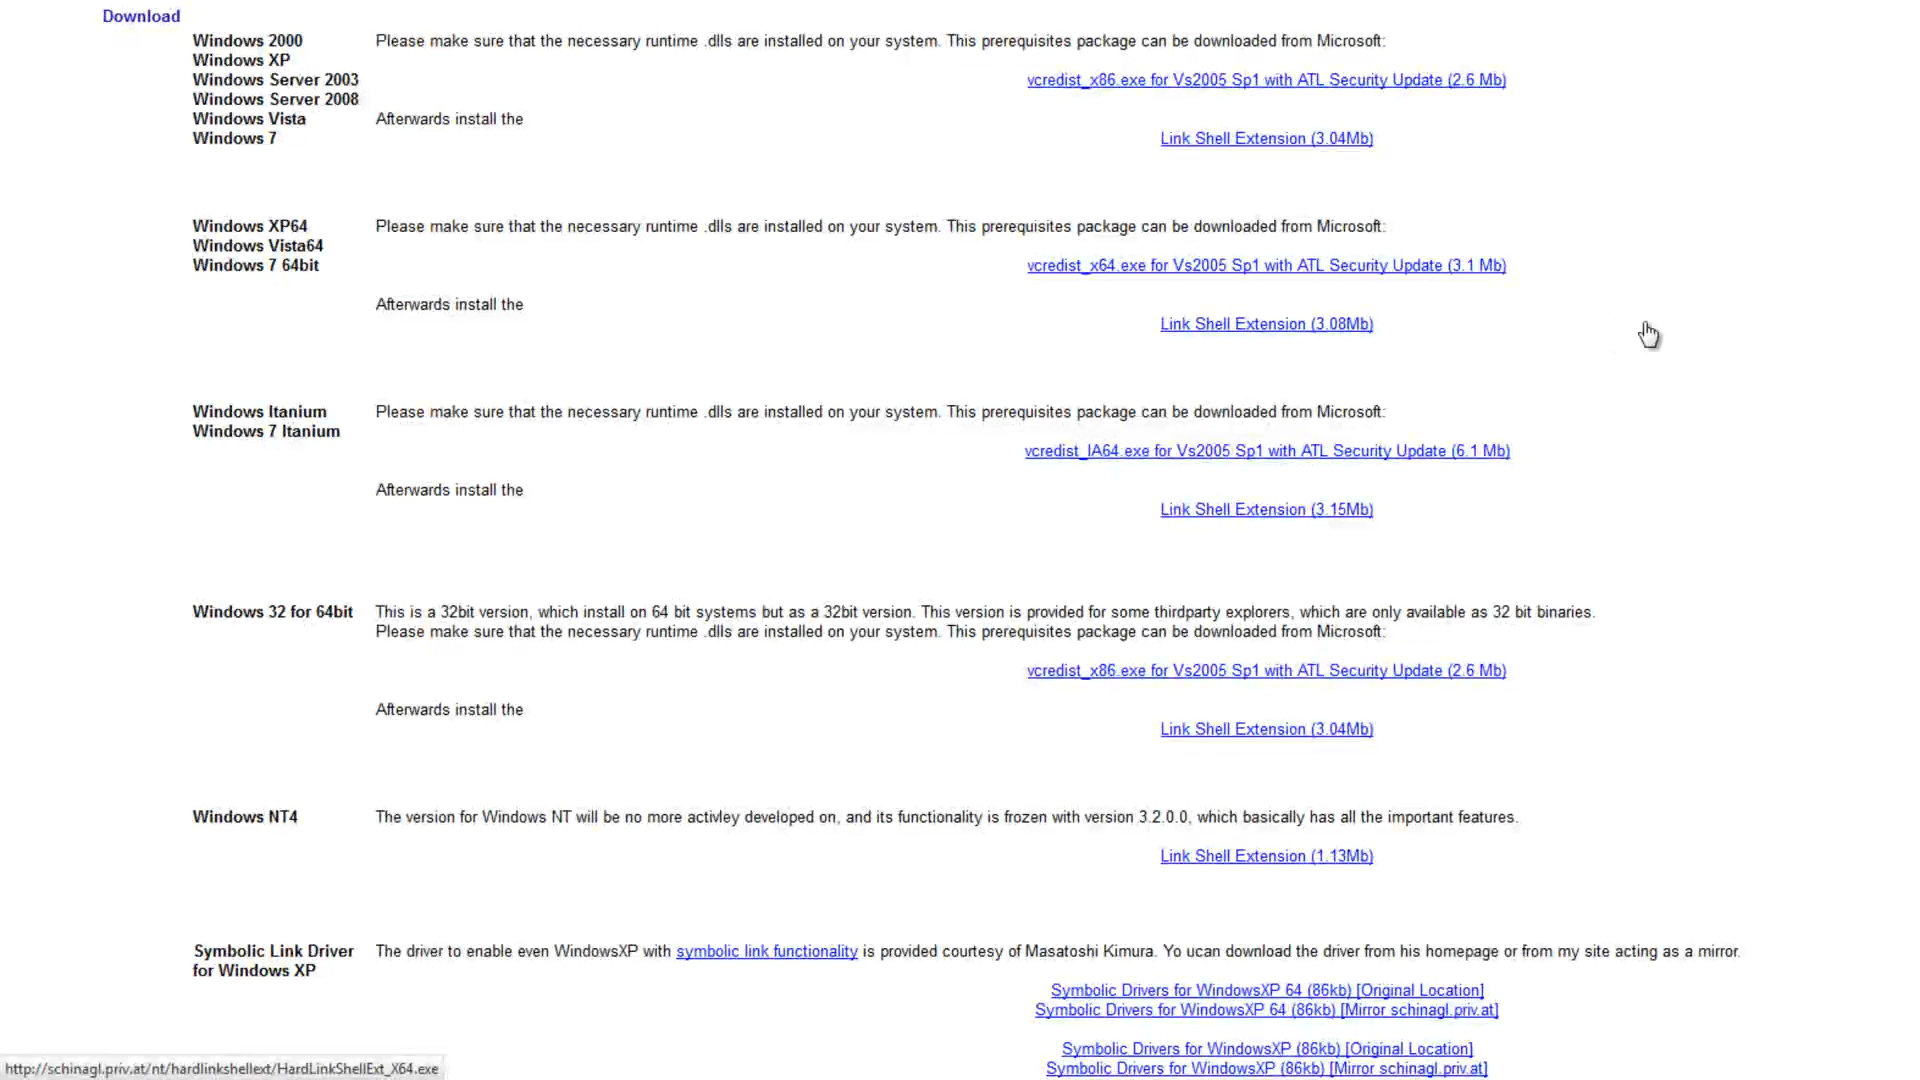 Download
Windows 2000 Please make sure that the necessary runtime .dlls are installed on your system. This prerequisites package can be downloaded from Microsoft:
Windows XP
Windows Server 2003 vcredist_x86.exe for Vs2005 Sp1 with ATL Security Update (2.6 Mb)
Windows Server 2008
Windows Vista Afterwards install the
Windows 7 Link Shell Extension (3.04Mb)
Windows XP64 Please make sure that the necessary runtime .dlls are installed on your system. This prerequisites package can be downloaded from Microsoft:
Windows Vista64
Windows 7 64bit vcredist_x64.exe for Vs2005 Sp1 with ATL Security Update (3.1 Mb)
Afterwards install the
Link Shell Extension (3.08Mb)
Windows Itanium Please make sure that the necessary runtime .dlls are installed on your system. This prerequisites package can be downloaded from Microsoft:
Windows 7 Itanium
vcredist_IA64.exe for Vs2005 Sp1 with ATL Security Update (6.1 Mb)
Afterwards install the
Link Shell Extension (3.15Mb)
Windows 32 for 64bit This is a 32bit version, which install on 64 bit systems but as a 32bit version. This version is provided for some thirdparty explorers, which are only available as 32 bit binaries.
Please make sure that the necessary runtime .dlls are installed on your system. This prerequisites package can be downloaded from Microsoft:
vcredist_x86.exe for Vs2005 Sp1 with ATL Security Update (2.6 Mb)
Afterwards install the
Link Shell Extension (3.04Mb)
Windows NT4 The version for Windows NT will be no more activley developed on, and its functionality is frozen with version 3.2.0.0, which basically has all the important features.
Link Shell Extension (1.13Mb)
Symbolic Link Driver The driver to enable even WindowsXP with symbolic link functionality is provided courtesy of Masatoshi Kimura. Yo ucan download the driver from his homepage or from my site acting as a mirror.
for Windows XP
Symbolic Drivers for WindowsXP 64 (86kb) [Original Location]
Symbolic Drivers for WindowsXP 64 (86kb) [Mirror schinagl.priv.at]
Symbolic Drivers for WindowsXP (86kb) [Original Location]
Symbolic Drivers for WindowsXP (86kb) [Mirror schinagl.priv.at]
http://schinagl.priv.at/nt/hardlinkshellext/HardLinkShellExt_X64.exe